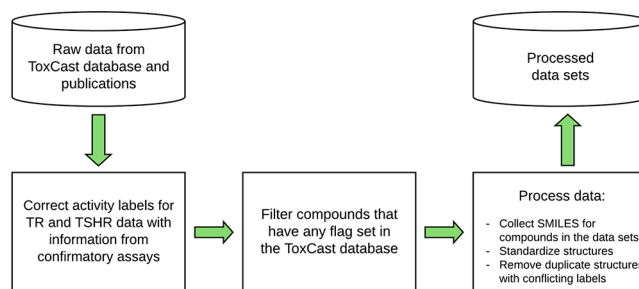 Raw data from
ToxCast database and
publications
Processed
data sets
Correct activity labels for
TR and TSHR data with
information from
confirmatory assays
Filter compounds that
have any flag set in
the ToxCast database
Process data:
- Collect SMILES for
compounds in the data sets
- Standardize structures
- Remove duplicate structures
with conflicting labels